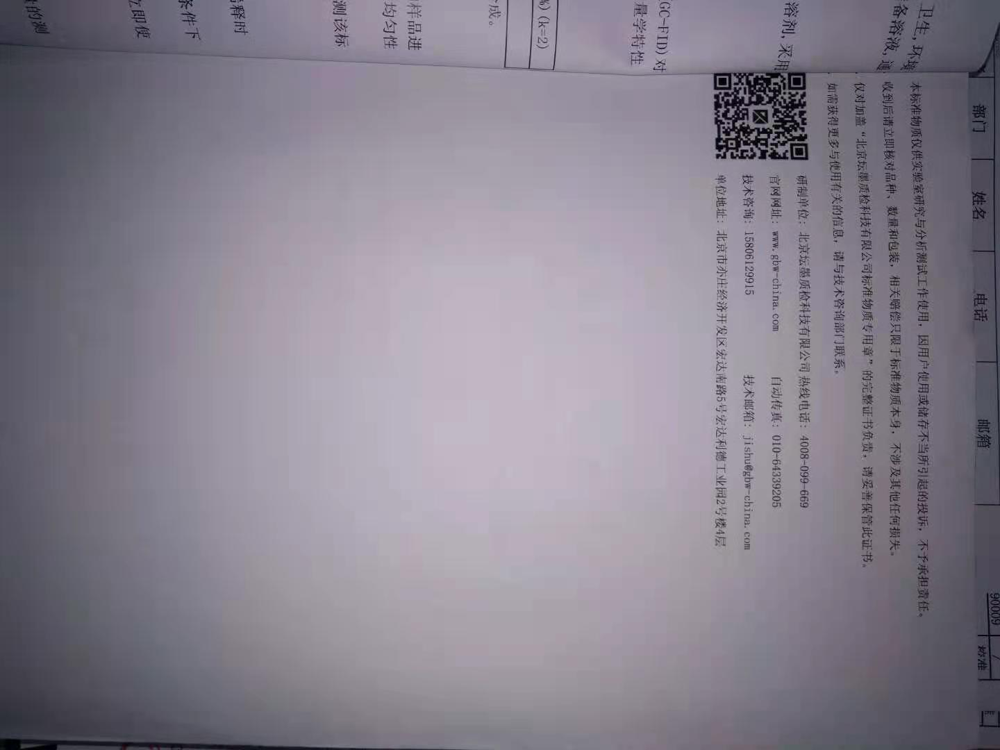 卫生,环境
备溶液,通
溶剂,采用
(GC-FID)对
量学特性
%)(k=2)
合成。
样品进
均匀性
测该标
释时
条件下
立即使
的测
本标准物质仅供实验室研究与分析测试工作使用，因用户使用或储存不当所引起的投诉，不予承担责任。
收到后请立即核对品种、数量和包装，相关赔偿只限于标准物质本身，不涉及其他任何损失。
仅对加盖“北京坛墨质检科技有限公司标准物质专用章”的完整证书负责，请妥善保管此证书。
如需获得更多与使用有关的信息，请与技术咨询部门联系。
研制单位：北京坛墨质检科技有限公司 热线电话：4008-099-669
官网网址：www.gbw-china.com 自动传真：010-64339205
技术咨询：15806129915 技术邮箱：jishu@gbw-china.com
单位地址：北京市亦庄经济开发区宏达南路5号宏达利德工业园2号楼4层
部门 姓名 电话 邮箱
90009 /
标准